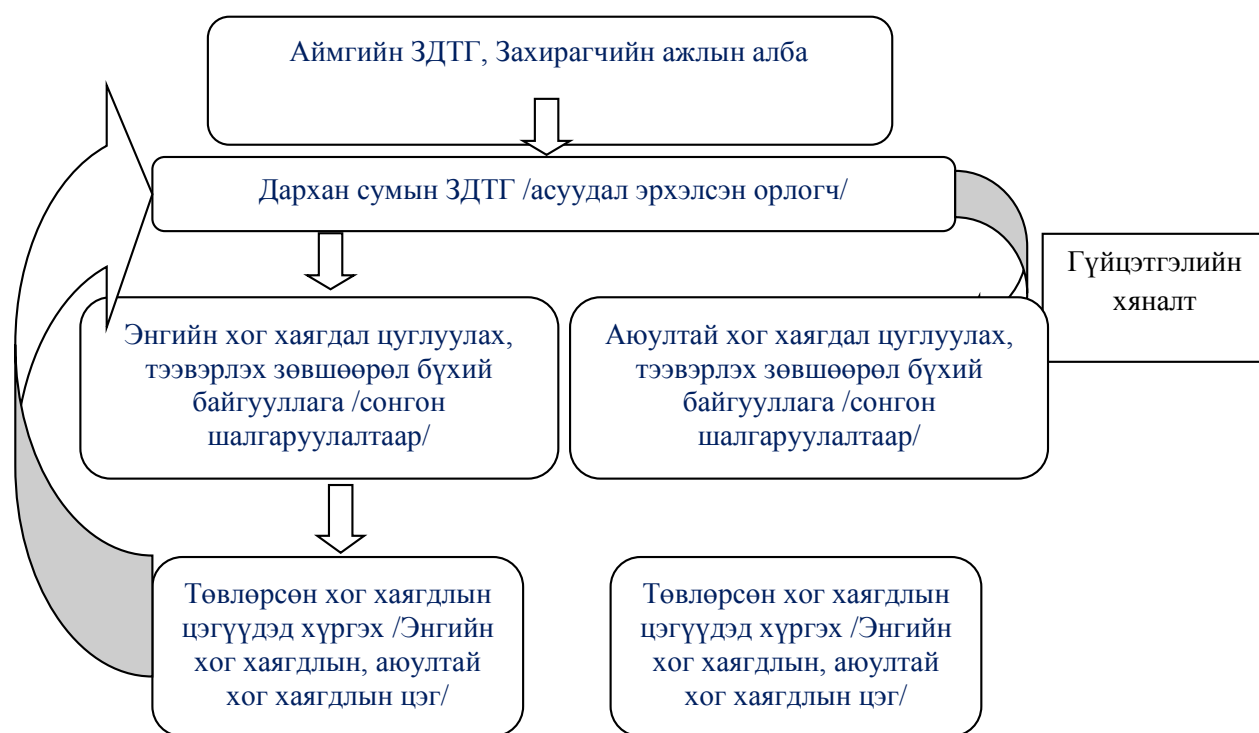 Аймгийн ЗДТГ, Захирагчийн ажлын алба
Дархан сумын ЗДТГ /асуудал эрхэлсэн орлогч/
Гүйцэтгэлийн
хяналт
Энгийн хог хаягдал цуглуулах,
тээвэрлэх зөвшөөрөл бүхий
байгууллага /сонгон
шалгаруулалтаар/
Аюултай хог хаягдал цуглуулах,
тээвэрлэх зөвшөөрөл бүхий
байгууллага /сонгон
шалгаруулалтаар/
Төвлөрсөн хог хаягдлын
цэгүүдэд хүргэх /Энгийн
хог хаягдлын, аюултай
хог хаягдлын цэг/
Төвлөрсөн хог хаягдлын
цэгүүдэд хүргэх /Энгийн
хог хаягдлын, аюултай
хог хаягдлын цэг/